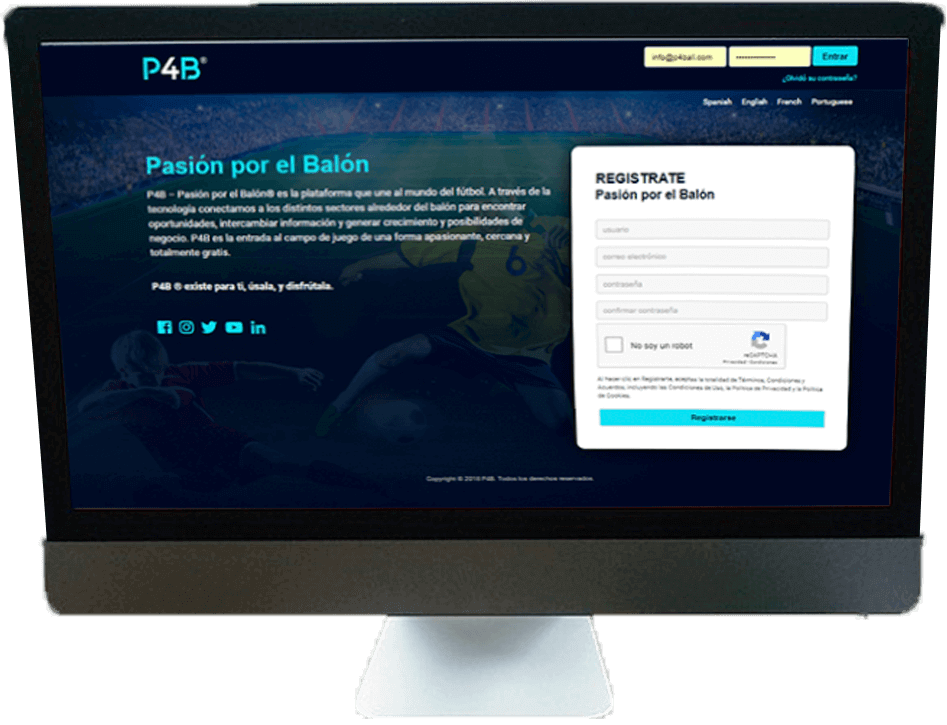 P4B®
info@p4ball.com
Entrar
¿Olvidó su contraseña?
Spanish English French Portuguese
Pasión por el Balón
P4B – Pasión por el Balón® es la plataforma que une al mundo del fútbol. A través de la
tecnología conectamos a los distintos sectores alrededor del balón para encontrar
oportunidades, intercambiar información y generar crecimiento y posibilidades de
negocio. P4B es la entrada al campo de juego de una forma apasionante, cercana y
totalmente gratis.
P4B ® existe para ti, úsala, y disfrútala.
6
REGISTRATE
Pasión por el Balón
usuario
correo electrónico
contraseña
confirmar contraseña
No soy un robot
reCAPTCHA
Privacidad - Condiciones
Al hacer clic en Registrarte, aceptas la totalidad de Términos, Condiciones y
Acuerdos, incluyendo las Condiciones de Uso, la Política de Privacidad y la Política
de Cookies.
Registrarse
Copyright © 2018 P4B. Todos los derechos reservados.